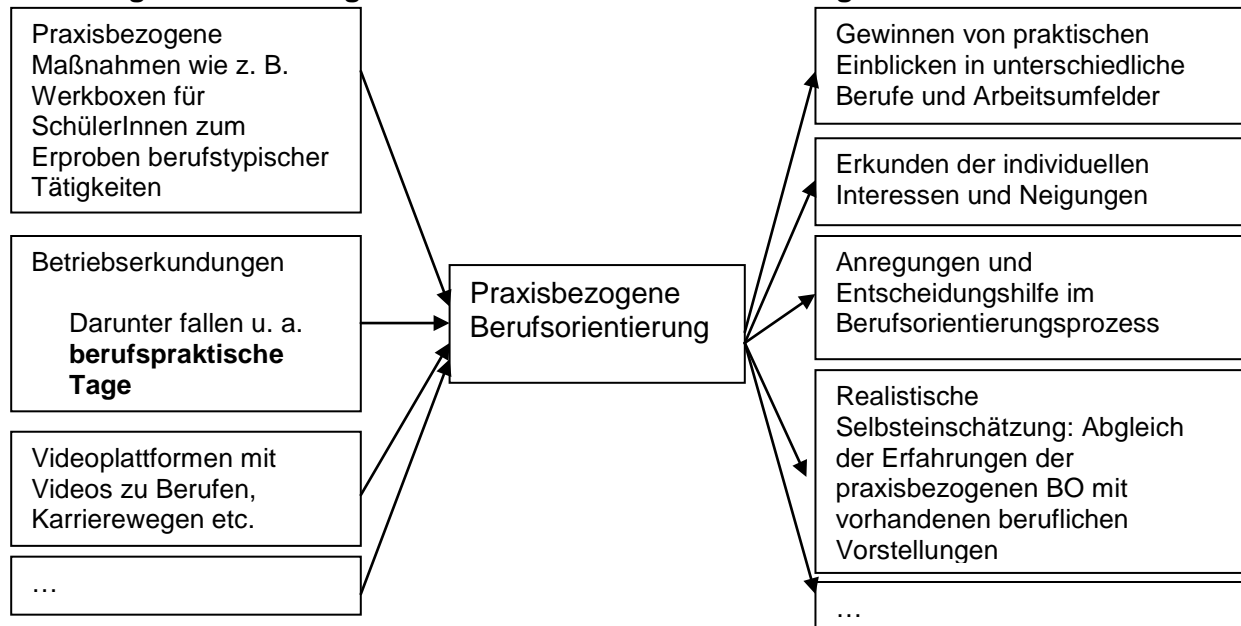 Praxisbezogene
Maßnahmen wie z. B.
Werkboxen für
SchülerInnen zum
Erproben berufstypischer
Tätigkeiten
Betriebserkundungen
Darunter fallen u. a.
berufspraktische
Tage
Videoplattformen mit
Videos zu Berufen,
Karrierewegen etc.
…
Praxisbezogene
Berufsorientierung
Gewinnen von praktischen
Einblicken in unterschiedliche
Berufe und Arbeitsumfelder
Erkunden der individuellen
Interessen und Neigungen
Anregungen und
Entscheidungshilfe im
Berufsorientierungsprozess
Realistische
Selbsteinschätzung: Abgleich
der Erfahrungen der
praxisbezogenen BO mit
vorhandenen beruflichen
Vorstellungen
…